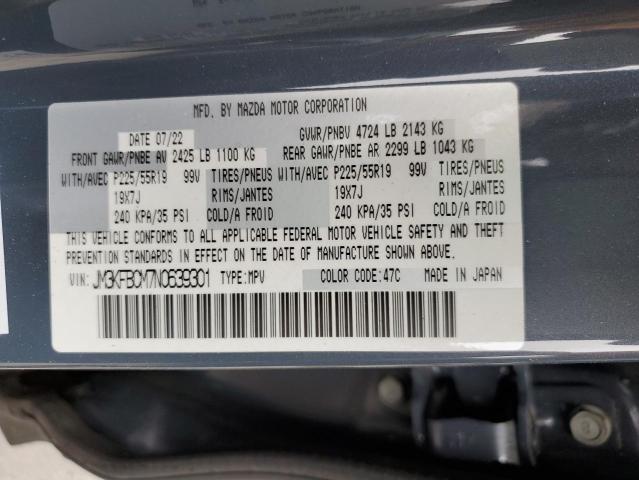 MFD. BY MAZDA MOTOR CORPORATION
DATE 07/22 GVWR/PNBV 4724 LB 2143 KG
FRONT GAWR/PNBE AV 2425 LB 1100 KG REAR GAWR/PNBE AR 2299 LB 1043 KG
WITH/AVEC P225/55R19 99V TIRES/PNEUS WITH/AVEC P225/55R19 99V TIRES/PNEUS
19X7J RIMS/JANTES 19X7J RIMS/JANTES
240 KPA/35 PSI COLD/A FROID 240 KPA/35 PSI COLD/A FROID
THIS VEHICLE CONFORMS TO ALL APPLICABLE FEDERAL MOTOR VEHICLE SAFETY AND THEFT
PREVENTION STANDARDS IN EFFECT ON THE DATE OF MANUFACTURE SHOWN ABOVE.
VIN: JM3KFBCM7N0639301 TYPE:MPV COLOR CODE:47C MADE IN JAPAN